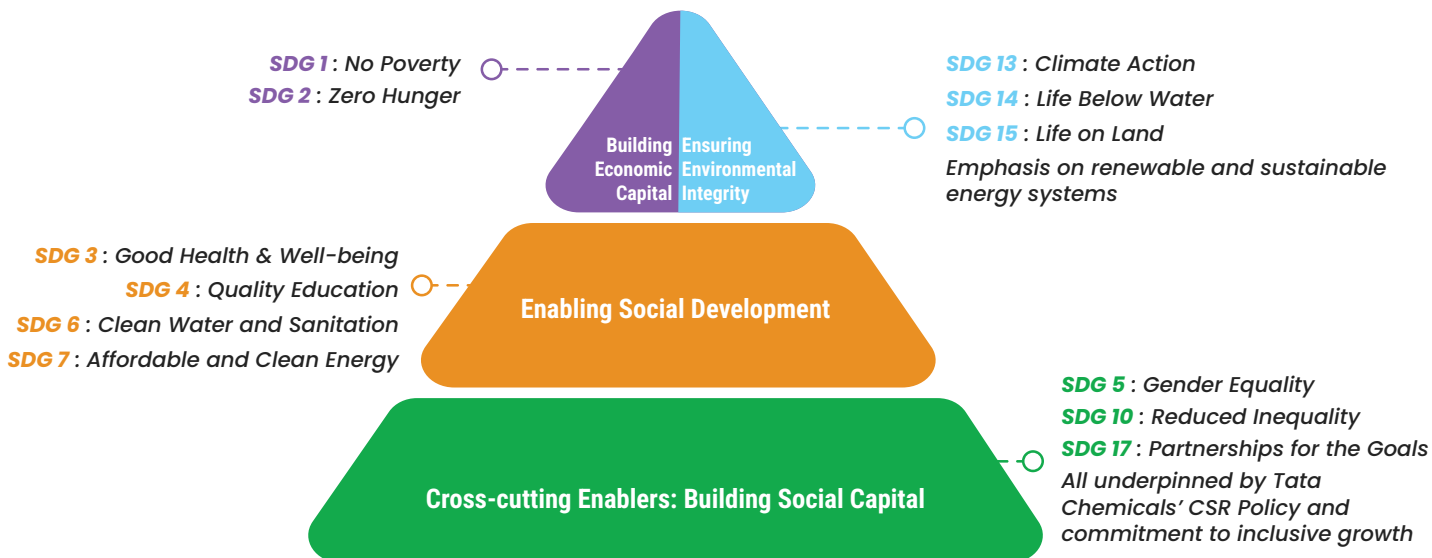 SDG 1 : No Poverty
SDG 2 : Zero Hunger
Building
Economic
Capital
Ensuring
Environmental
Integrity
SDG 13 : Climate Action
SDG 14 : Life Below Water
SDG 15 : Life on Land
Emphasis on renewable and sustainable
energy systems
SDG 3 : Good Health & Well-being
SDG 4 : Quality Education
SDG 6 : Clean Water and Sanitation
SDG 7 : Affordable and Clean Energy
Enabling Social Development
Cross-cutting Enablers: Building Social Capital
SDG 5 : Gender Equality
SDG 10 : Reduced Inequality
SDG 17 : Partnerships for the Goals
All underpinned by Tata
Chemicals’ CSR Policy and
commitment to inclusive growth